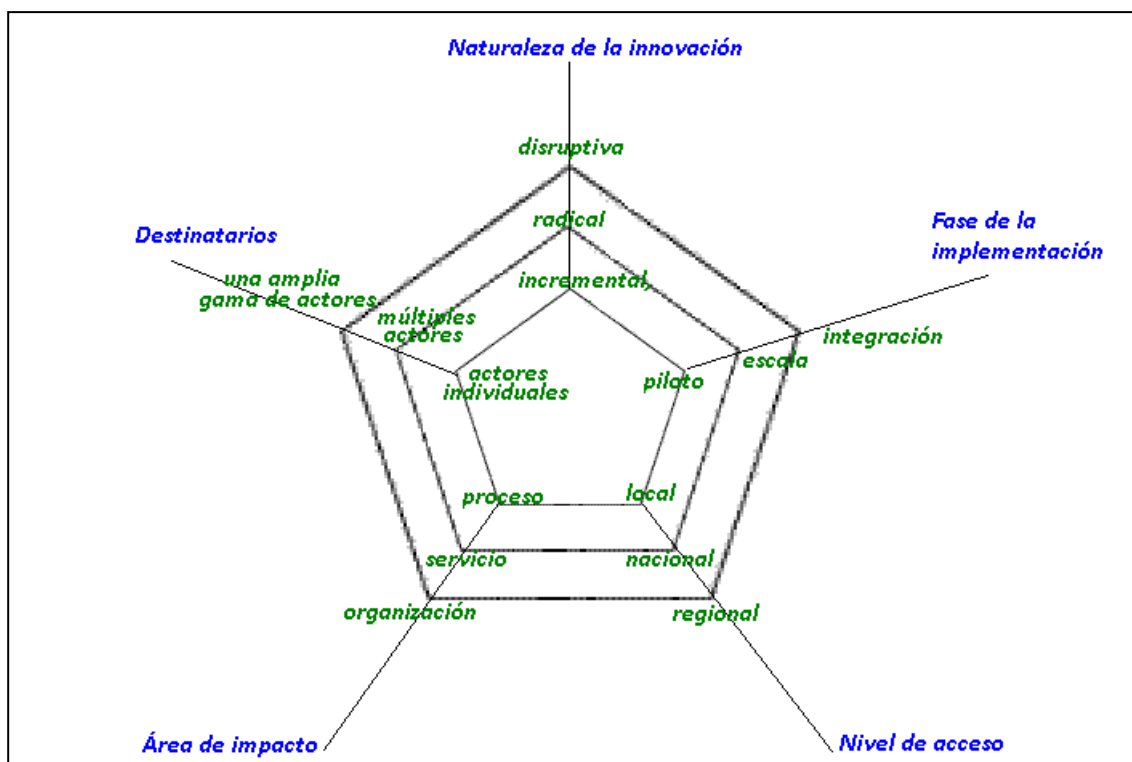 Naturaleza de la innovación
disruptiva
radical
incremental,
Destinatarios
una amplia
gama de actores
múltiples
actores
actores
individuales
Fase de la
implementación
integración
escala
piloto
proceso
local
servicio
nacional
organización
regional
Área de impacto
Nivel de acceso